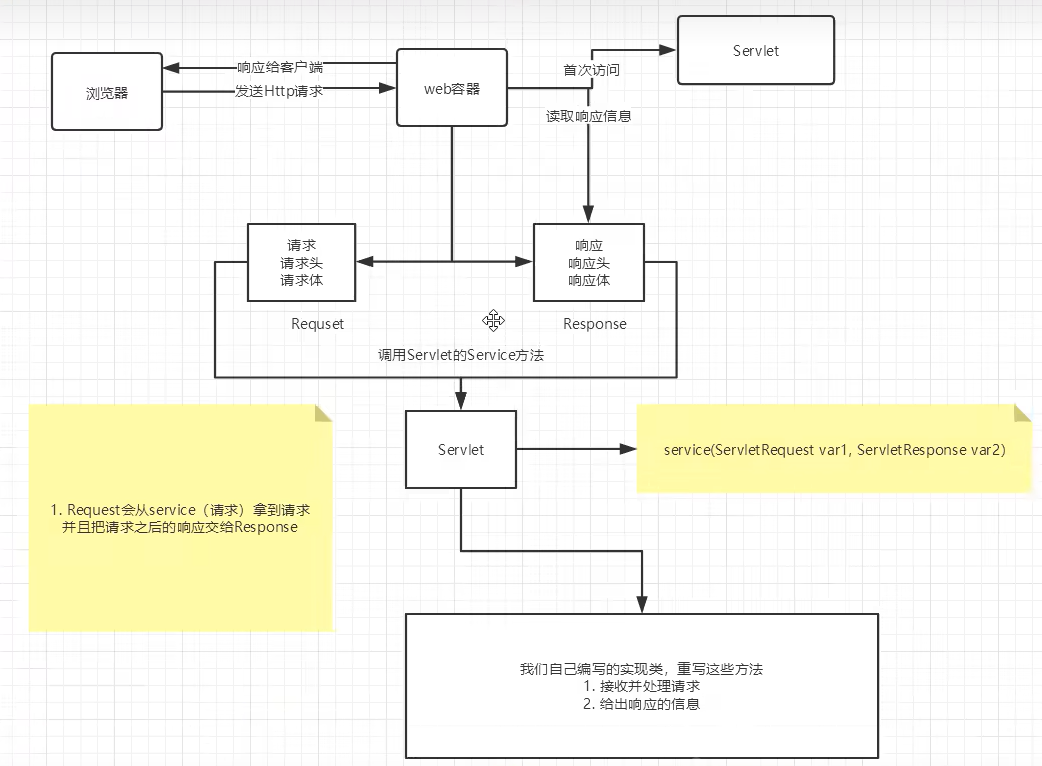 浏览器
响应给客户端
发送Http请求
web容器
首次访问
Servlet
读取响应信息
请求
请求头
请求体
响应
响应头
响应体
Requset
Response
调用Servlet的Service方法
Servlet
service(ServletRequest var1, ServletResponse var2)
1. Request会从service（请求）拿到请求
并且把请求之后的响应交给Response
我们自己编写的实现类，重写这些方法
1. 接收并处理请求
2. 给出响应的信息